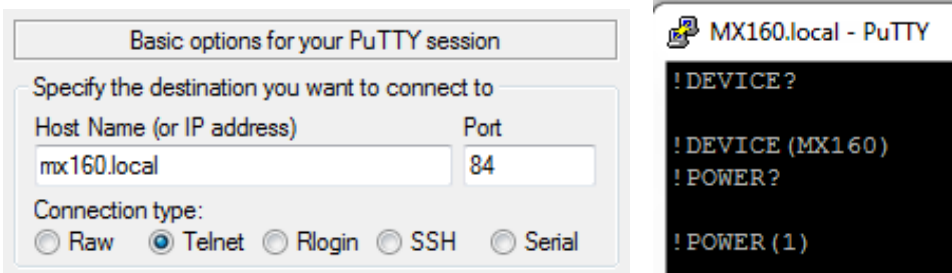 Basic options for your PuTTY session
Specify the destination you want to connect to
Host Name (or IP address) Port
mx160.local 84
Connection type:
Raw Telnet Rlogin SSH Serial
MX160.local - PuTTY
!DEVICE?
!DEVICE(MX160)
!POWER?
!POWER(1)